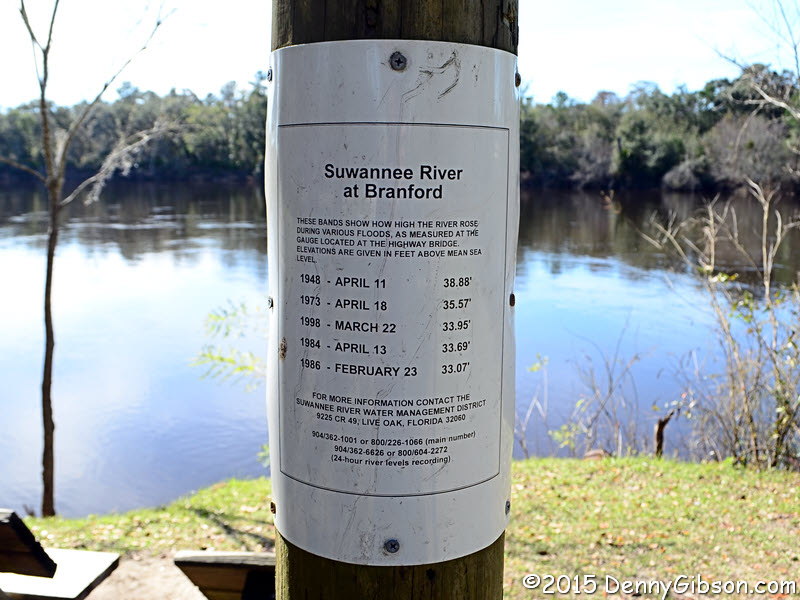 Suwannee River
at Branford
THESE BANDS SHOW HOW HIGH THE RIVER ROSE
DURING VARIOUS FLOODS, AS MEASURED AT THE
GAUGE LOCATED AT THE HIGHWAY BRIDGE.
ELEVATIONS ARE GIVEN IN FEET ABOVE MEAN SEA
LEVEL.
1948 - APRIL 11 38.88'
1973 - APRIL 18 35.57'
1998 - MARCH 22 33.95'
1984 - APRIL 13 33.69'
1986 - FEBRUARY 23 33.07'
FOR MORE INFORMATION CONTACT THE
SUWANNEE RIVER WATER MANAGEMENT DISTRICT
9225 CR 49, LIVE OAK, FLORIDA 32060
904/362-1001 or 800/226-1066 (main number)
904/362-6626 or 800/604-2272
(24-hour river levels recording)
©2015 DennyGibson.com